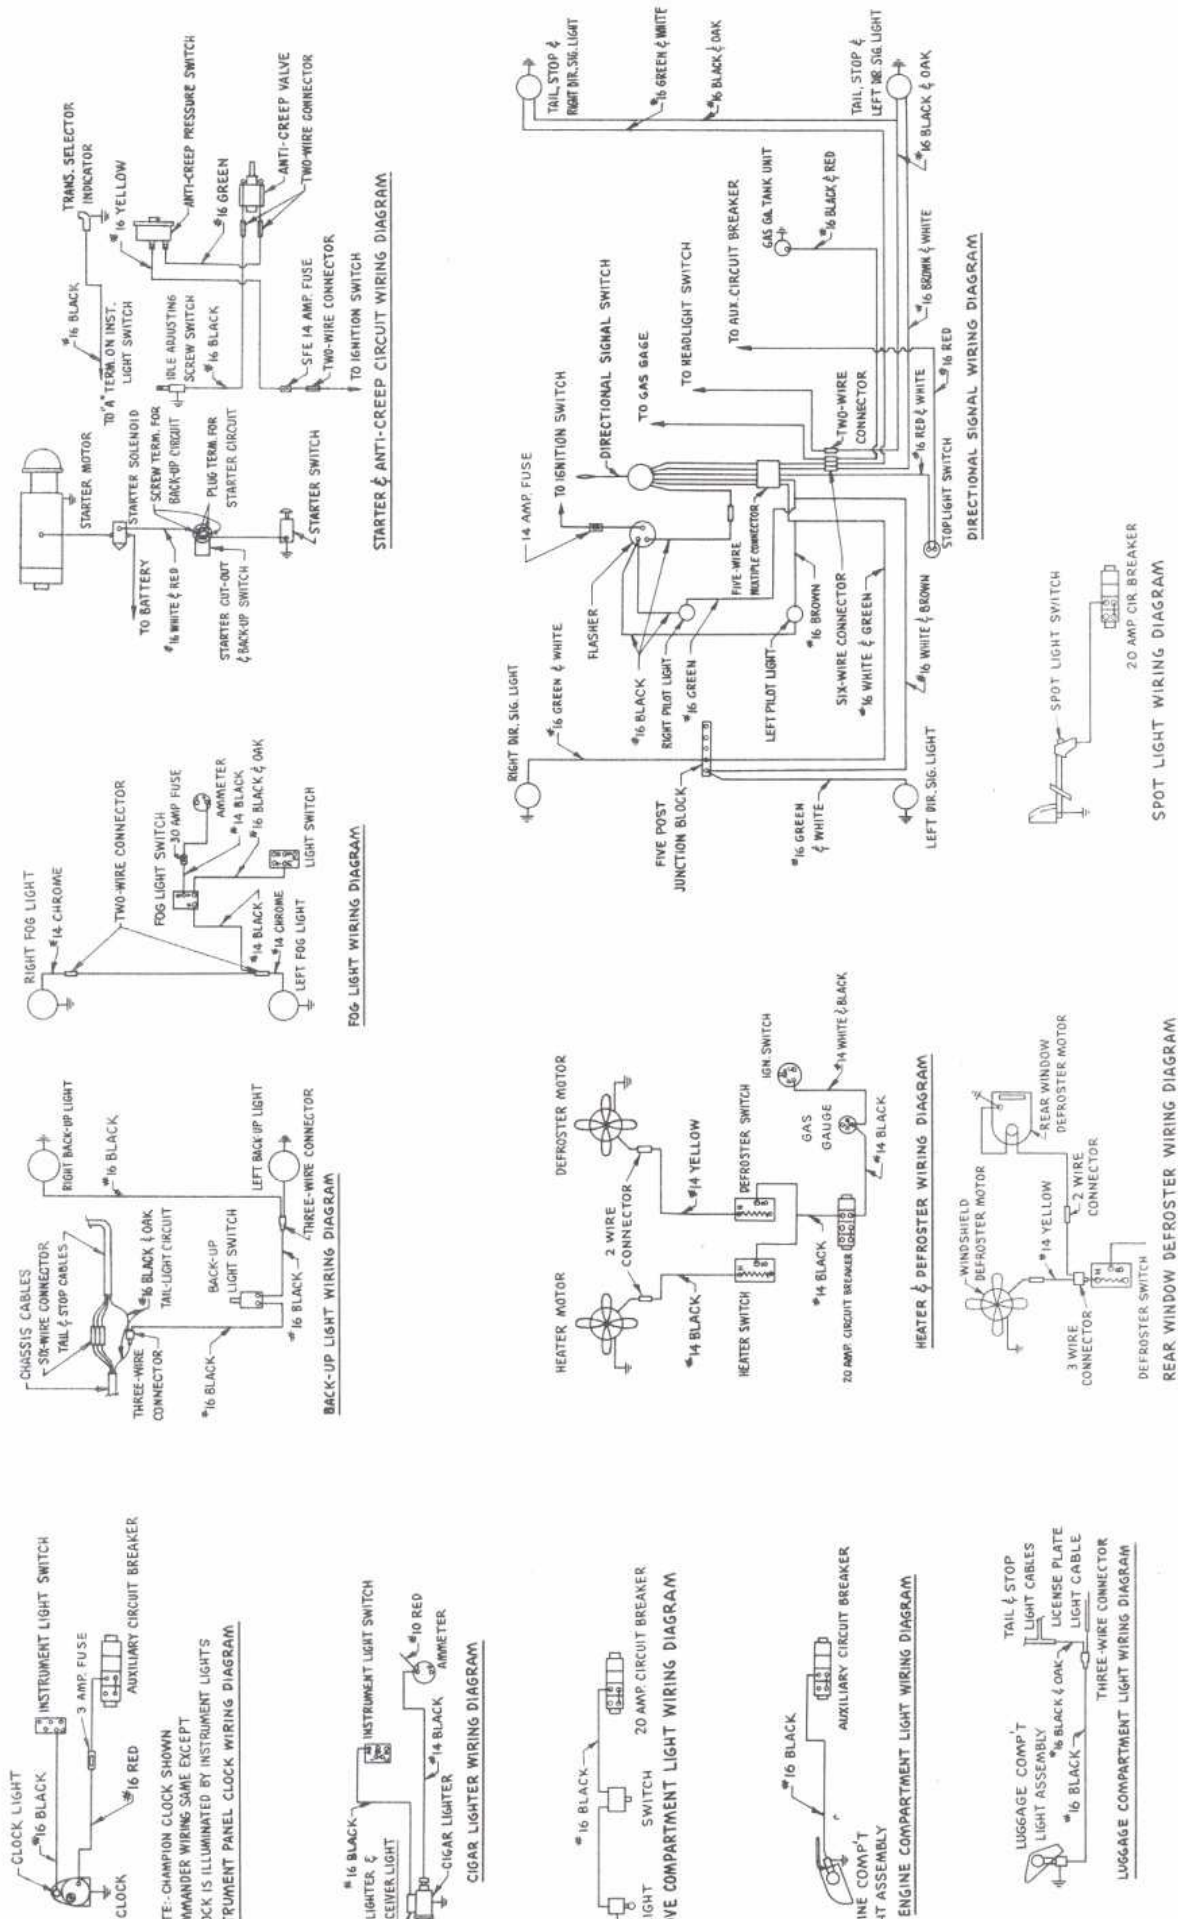 CLOCK LIGHT
#16 BLACK
INSTRUMENT LIGHT SWITCH
3 AMP. FUSE
#16 RED
CLOCK
AUXILIARY CIRCUIT BREAKER
TE:-CHAMPION CLOCK SHOWN
MMANDER WIRING SAME EXCEPT
OCK IS ILLUMINATED BY INSTRUMENT LIGHTS
TRUMENT PANEL CLOCK WIRING DIAGRAM
CHASSIS CABLES
SIX-WIRE CONNECTOR
TAIL & STOP CABLES
#16 BLACK & OAK
TAIL-LIGHT CIRCUIT
THREE-WIRE
CONNECTOR
#16 BLACK
RIGHT BACK-UP LIGHT
#16 BLACK
BACK-UP
LIGHT SWITCH
LEFT BACK-UP LIGHT
#16 BLACK
THREE-WIRE CONNECTOR
BACK-UP LIGHT WIRING DIAGRAM
RIGHT FOG LIGHT
#14 CHROME
TWO-WIRE CONNECTOR
FOG LIGHT SWITCH
30 AMP FUSE
AMMETER
#14 BLACK
#16 BLACK & OAK
#14 BLACK
#14 CHROME
LEFT FOG LIGHT
LIGHT SWITCH
FOG LIGHT WIRING DIAGRAM
STARTER MOTOR
STARTER SOLENOID
TO BATTERY
SCREW TERM. FOR
BACK-UP CIRCUIT
#16 WHITE & RED
PLUG TERM. FOR
STARTER CIRCUIT
STARTER CUT-OUT
& BACK-UP SWITCH
STARTER SWITCH
TRANS. SELECTOR
INDICATOR
#16 BLACK
TO "A" TERM. ON INST.
LIGHT SWITCH
#16 YELLOW
ANTI-CREEP PRESSURE SWITCH
IDLE ADJUSTING
SCREW SWITCH
#16 BLACK
#16 GREEN
ANTI-CREEP VALVE
TWO-WIRE CONNECTOR
SFE 14 AMP. FUSE
TWO-WIRE CONNECTOR
TO IGNITION SWITCH
STARTER & ANTI-CREEP CIRCUIT WIRING DIAGRAM
#16 BLACK
INSTRUMENT LIGHT SWITCH
LIGHTER &
CEIVER LIGHT
#10 RED
AMMETER
#14 BLACK
CIGAR LIGHTER
CIGAR LIGHTER WIRING DIAGRAM
#16 BLACK
IGHT
SWITCH
20 AMP. CIRCUIT BREAKER
VE COMPARTMENT LIGHT WIRING DIAGRAM
HEATER MOTOR
DEFROSTER MOTOR
2 WIRE
CONNECTOR
#14 BLACK
#14 YELLOW
HEATER SWITCH
DEFROSTER SWITCH
IGN. SWITCH
GAS
GAUGE
#14 WHITE & BLACK
#14 BLACK
20 AMP. CIRCUIT BREAKER
#14 BLACK
HEATER & DEFROSTER WIRING DIAGRAM
RIGHT DIR. SIG. LIGHT
#16 GREEN & WHITE
FLASHER
14 AMP. FUSE
TO IGNITION SWITCH
DIRECTIONAL SIGNAL SWITCH
TO GAS GAGE
TO HEADLIGHT SWITCH
TO AUX. CIRCUIT BREAKER
TAIL, STOP &
RIGHT DIR. SIG. LIGHT
#16 GREEN & WHITE
#16 BLACK & OAK
#16 BLACK
RIGHT PILOT LIGHT
#16 GREEN
FIVE-WIRE
MULTIPLE CONNECTOR
FIVE POST
JUNCTION BLOCK
LEFT PILOT LIGHT
#16 BROWN
GAS TANK UNIT
#16 BLACK & RED
TAIL, STOP &
LEFT DIR. SIG. LIGHT
#16 BLACK & OAK
SIX-WIRE CONNECTOR
TWO-WIRE
CONNECTOR
#16 WHITE & GREEN
#16 GREEN
& WHITE
#16 BROWN & WHITE
#16 RED & WHITE
#16 RED
#16 WHITE & BROWN
LEFT DIR. SIG. LIGHT
STOPLIGHT SWITCH
DIRECTIONAL SIGNAL WIRING DIAGRAM
#16 BLACK
AUXILIARY CIRCUIT BREAKER
INE COMP'T
HT ASSEMBLY
ENGINE COMPARTMENT LIGHT WIRING DIAGRAM
LUGGAGE COMP'T
LIGHT ASSEMBLY
TAIL & STOP
LIGHT CABLES
LICENSE PLATE
LIGHT CABLE
#16 BLACK & OAK
#16 BLACK
THREE-WIRE CONNECTOR
LUGGAGE COMPARTMENT LIGHT WIRING DIAGRAM
WINDSHIELD
DEFROSTER MOTOR
#14 YELLOW
3 WIRE
CONNECTOR
REAR WINDOW
DEFROSTER MOTOR
2 WIRE
CONNECTOR
DEFROSTER SWITCH
REAR WINDOW DEFROSTER WIRING DIAGRAM
SPOT LIGHT SWITCH
20 AMP CIR BREAKER
SPOT LIGHT WIRING DIAGRAM